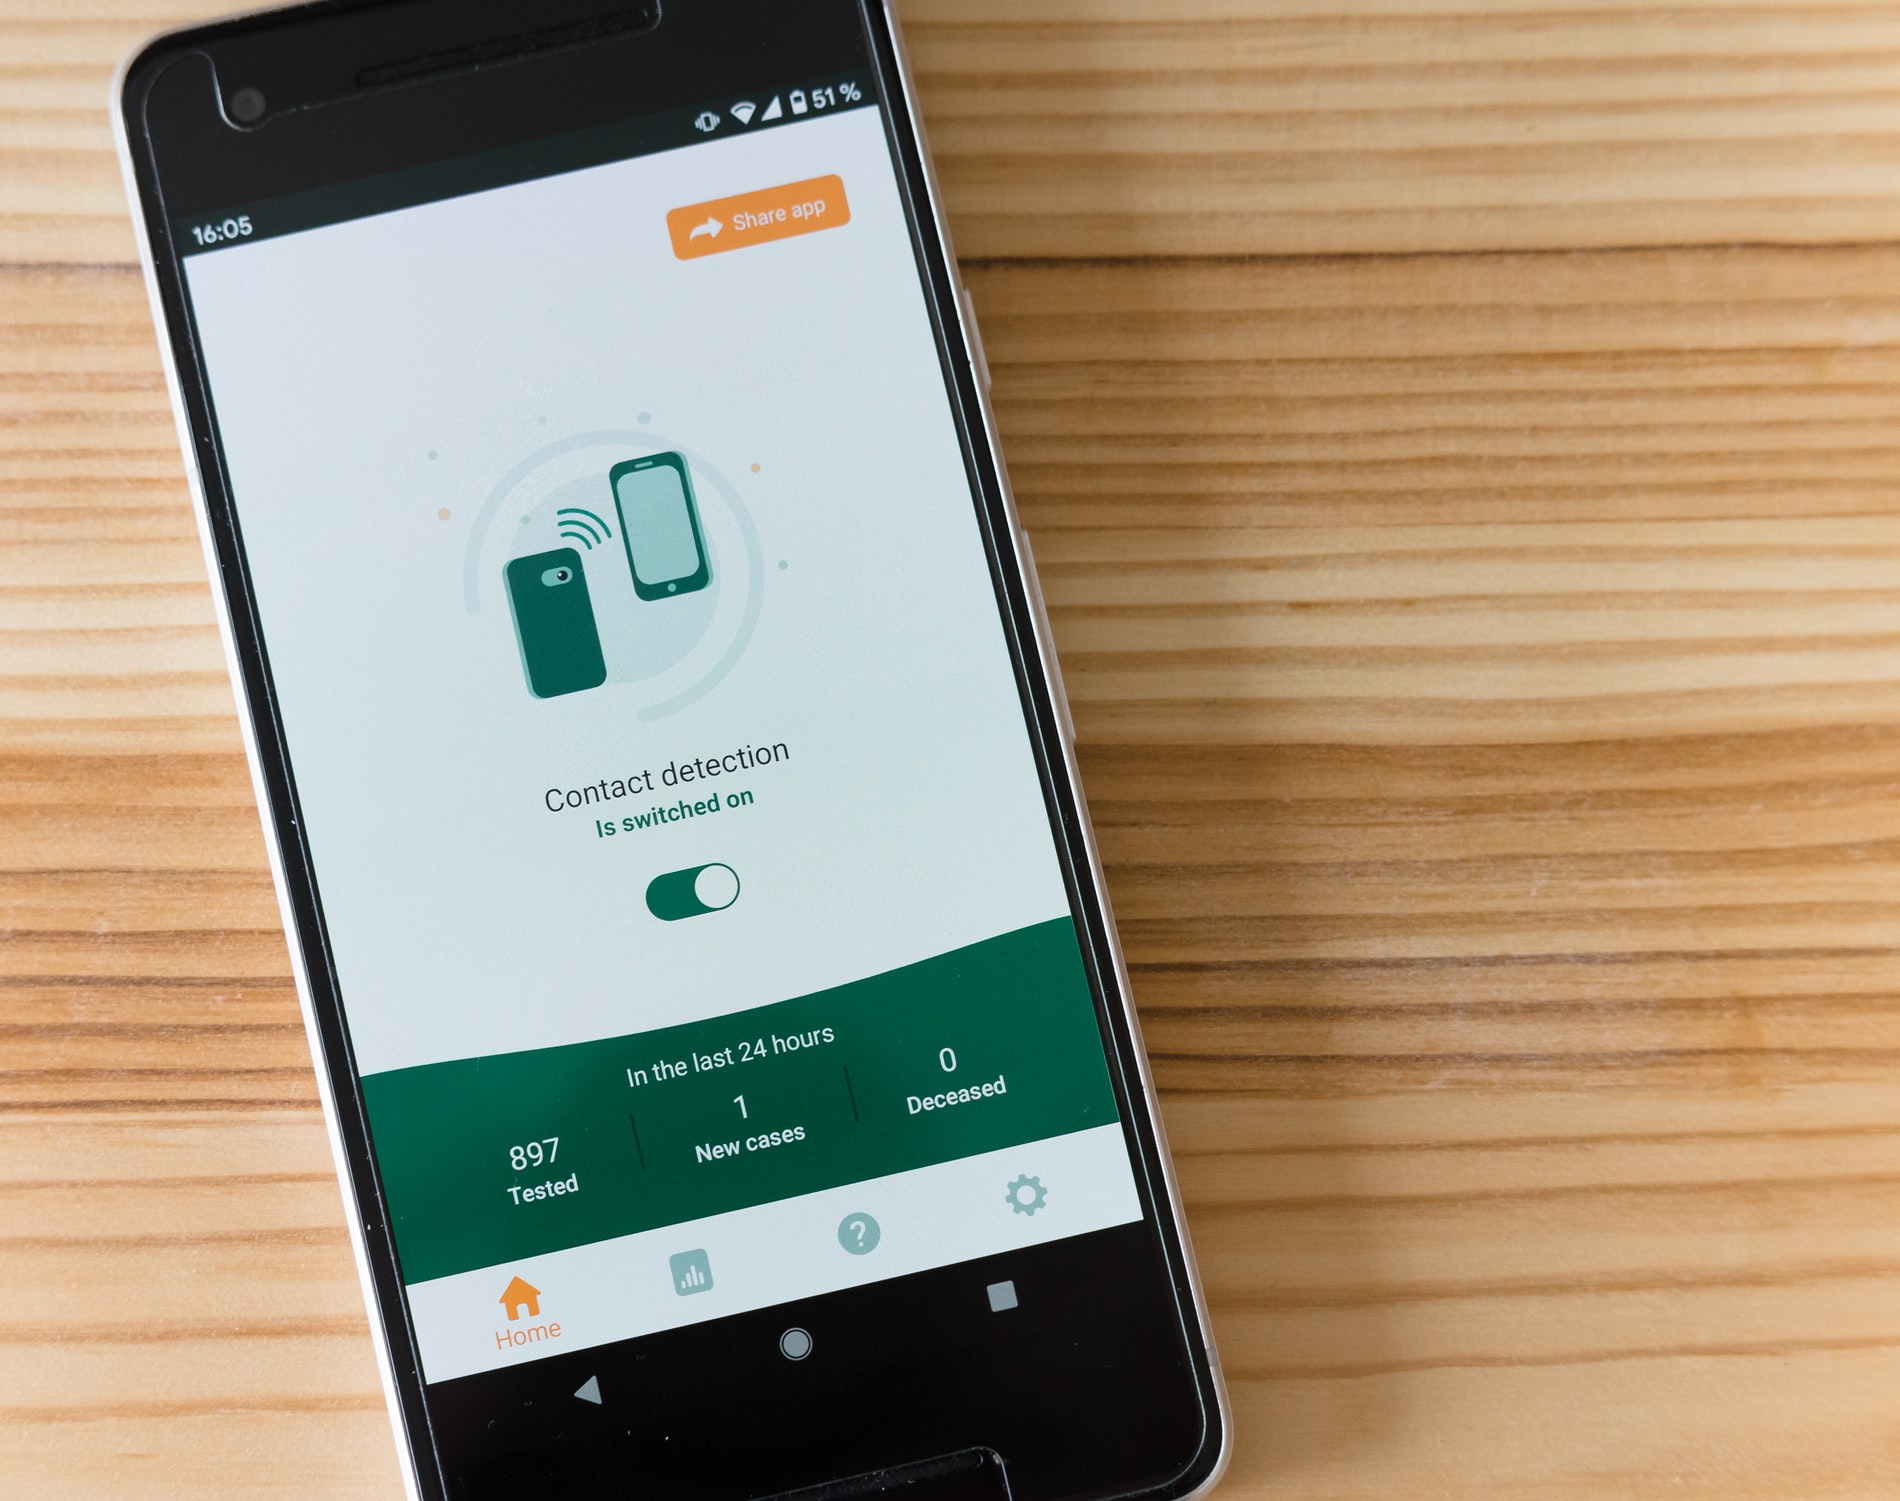 16:05
51 %
Share app
Contact detection
Is switched on
In the last 24 hours
897
Tested
1
New cases
0
Deceased
?
Home